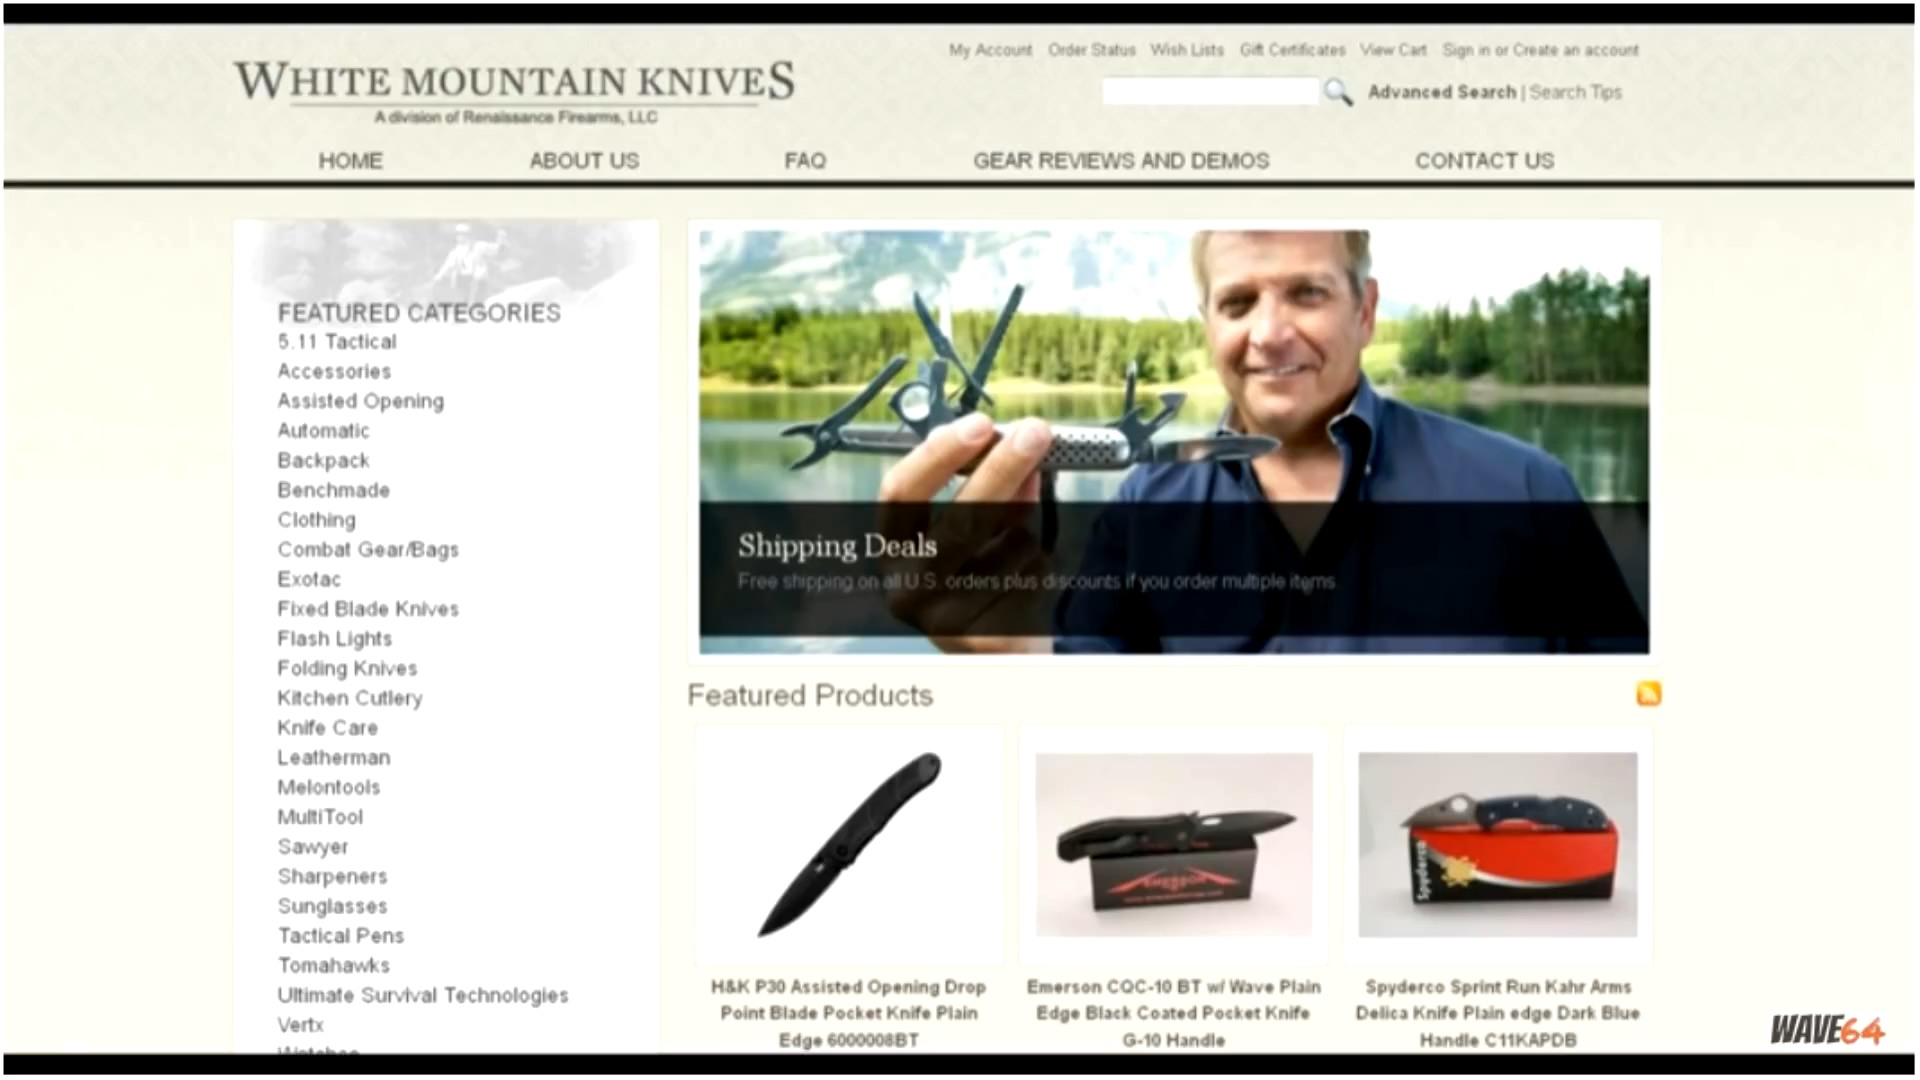 My Account Order Status Wish Lists Gift Certificates View Cart Sign in or Create an account
WHITE MOUNTAIN KNIVES
A division of Renaissance Firearms, LLC
Advanced Search | Search Tips
HOME ABOUT US FAQ GEAR REVIEWS AND DEMOS CONTACT US
FEATURED CATEGORIES
5.11 Tactical
Accessories
Assisted Opening
Automatic
Backpack
Benchmade
Clothing
Combat Gear/Bags
Exotac
Fixed Blade Knives
Flash Lights
Folding Knives
Kitchen Cutlery
Knife Care
Leatherman
Melontools
MultiTool
Sawyer
Sharpeners
Sunglasses
Tactical Pens
Tomahawks
Ultimate Survival Technologies
Vertx
Watches
Shipping Deals
Free shipping on all U.S. orders plus discounts if you order multiple items.
Featured Products
EMERSON
Spyderco
H&K P30 Assisted Opening Drop
Point Blade Pocket Knife Plain
Edge 6000008BT
Emerson CQC-10 BT w/ Wave Plain
Edge Black Coated Pocket Knife
G-10 Handle
Spyderco Sprint Run Kahr Arms
Delica Knife Plain edge Dark Blue
Handle C11KAPDB
WAVE64